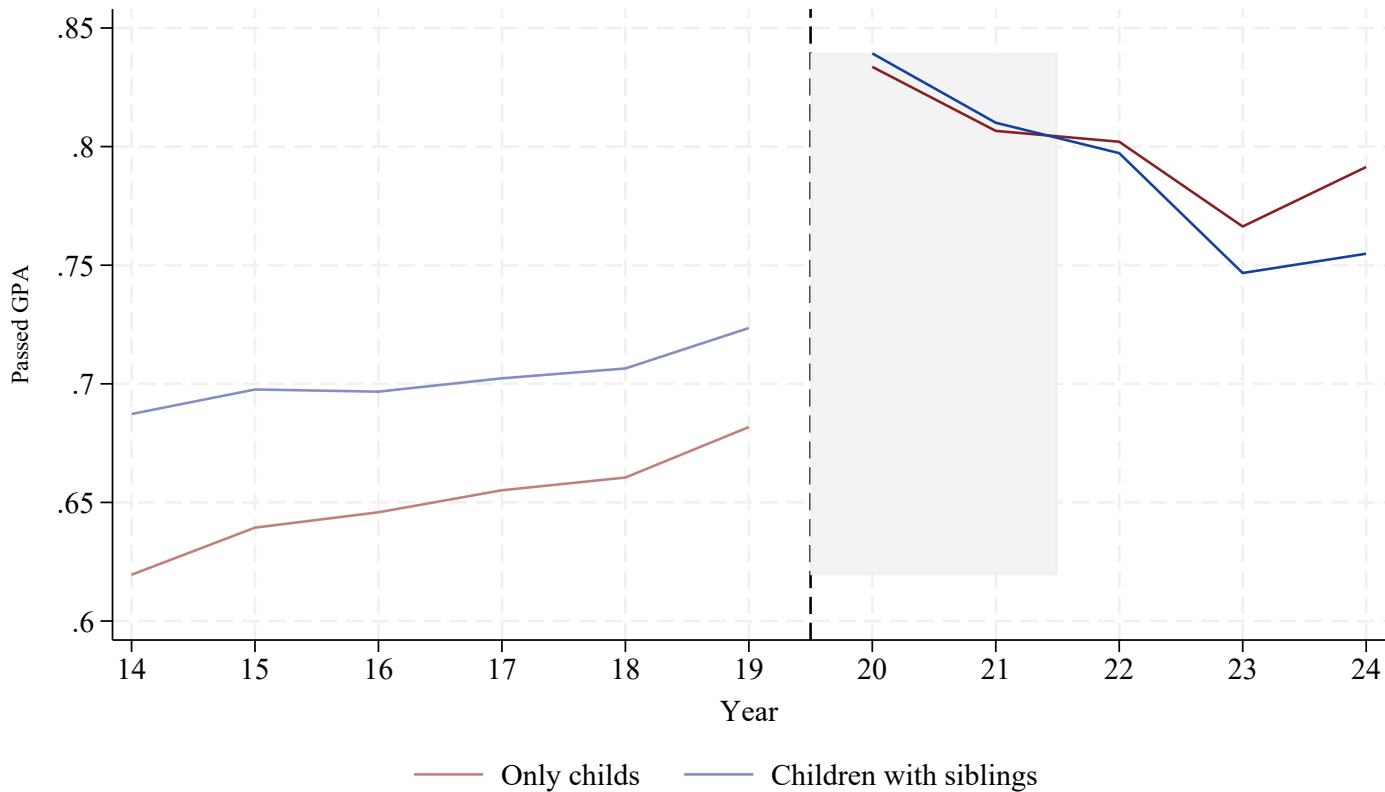 .85
.8
.75
.7
.65
.6
Passed GPA
14 15 16 17 18 19 20 21 22 23 24
Year
Only childs Children with siblings